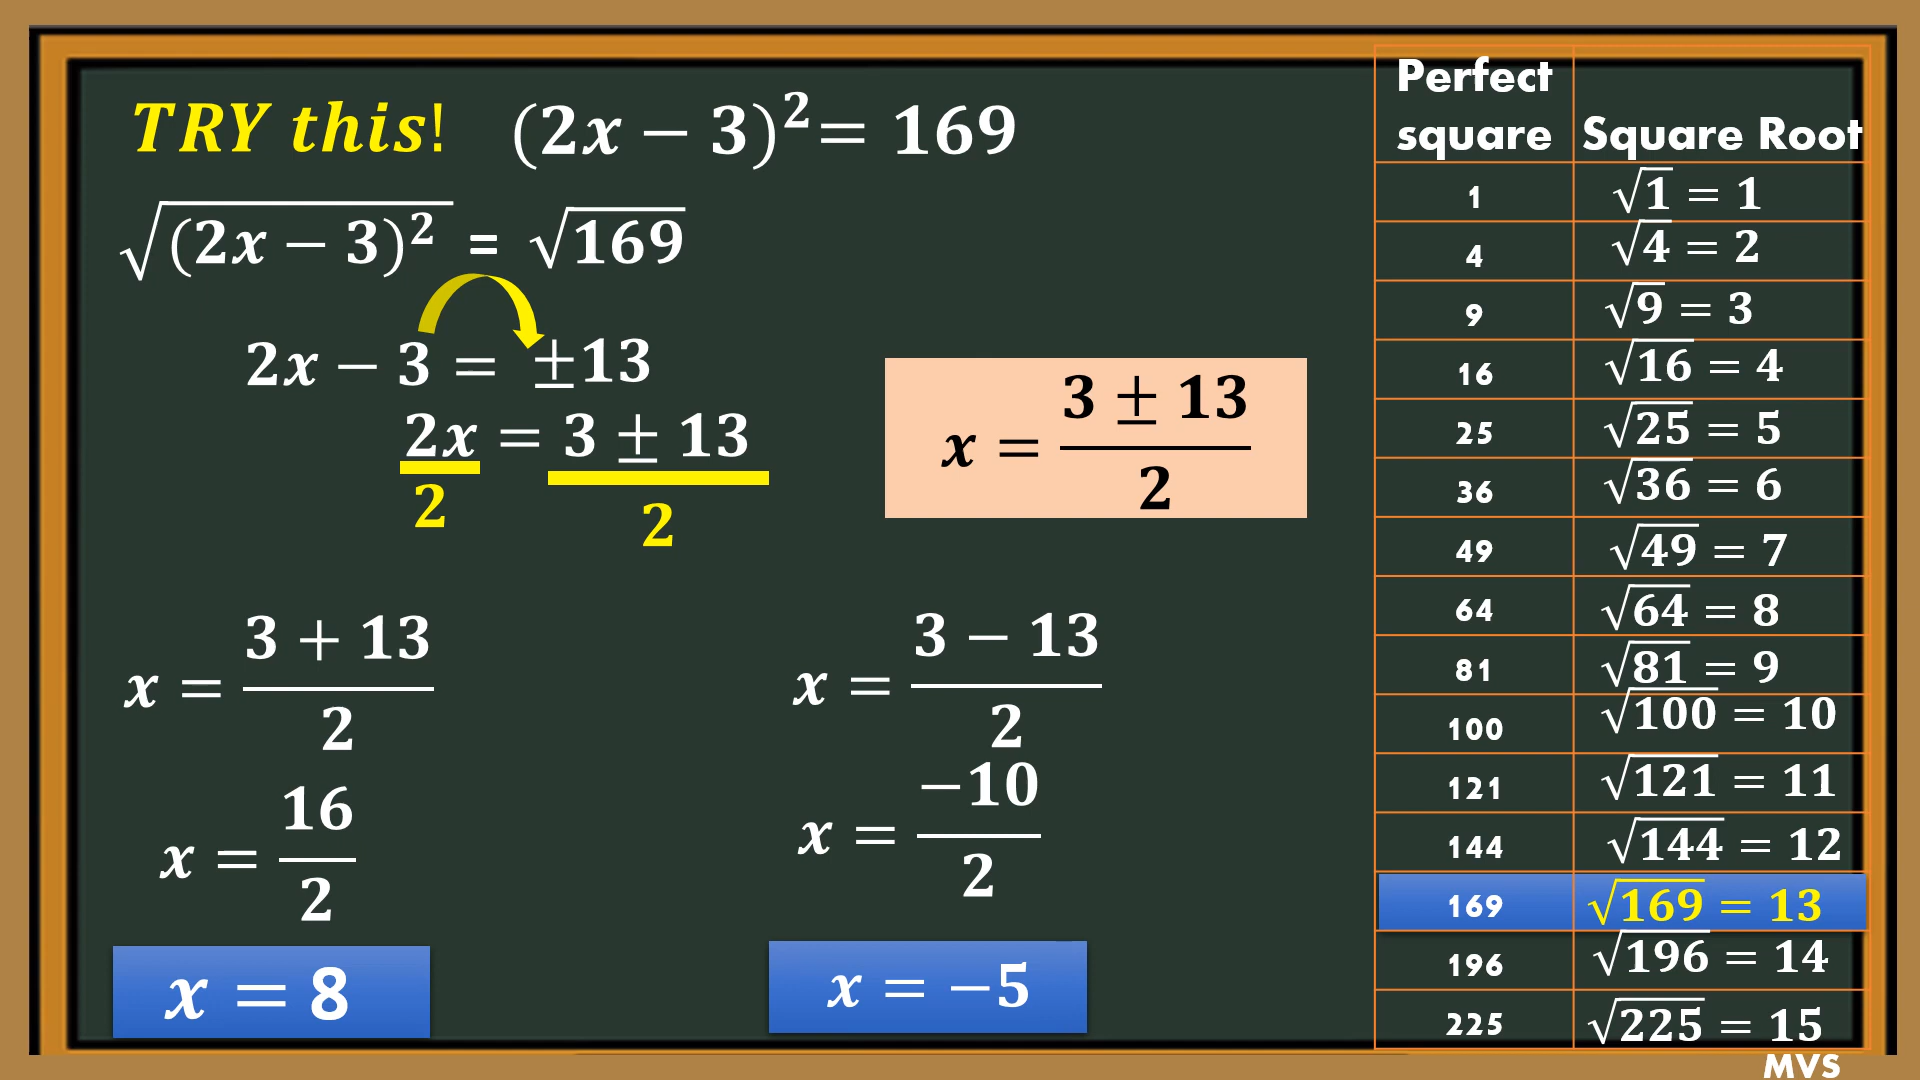 TRY this! (2x − 3)²= 169
√(2x − 3)² = √169
2x − 3 = ±13
2x = 3 ± 13
2 2
x = (3 ± 13)/2
x = (3 + 13)/2
x = 16/2
x = 8
x = (3 − 13)/2
x = −10/2
x = −5
Perfect square Square Root
1 √1 = 1
4 √4 = 2
9 √9 = 3
16 √16 = 4
25 √25 = 5
36 √36 = 6
49 √49 = 7
64 √64 = 8
81 √81 = 9
100 √100 = 10
121 √121 = 11
144 √144 = 12
169 √169 = 13
196 √196 = 14
225 √225 = 15
MVS